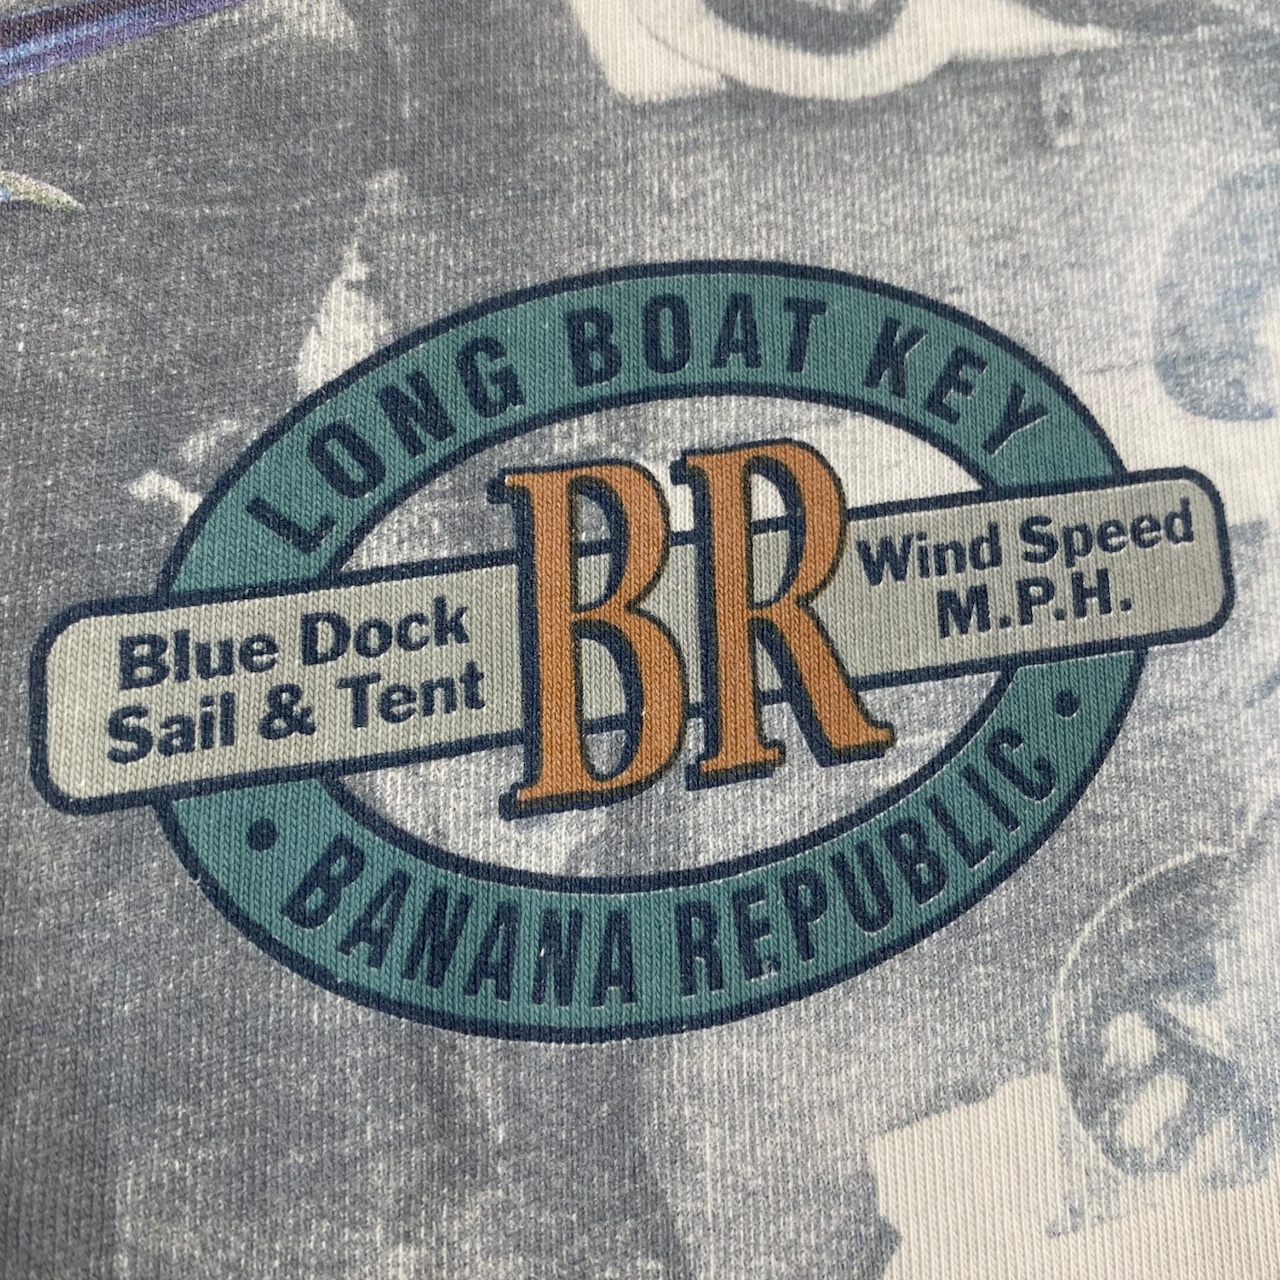 LONG BOAT KEY
Blue Dock
Sail & Tent
BR
Wind Speed
M.P.H.
• BANANA REPUBLIC •